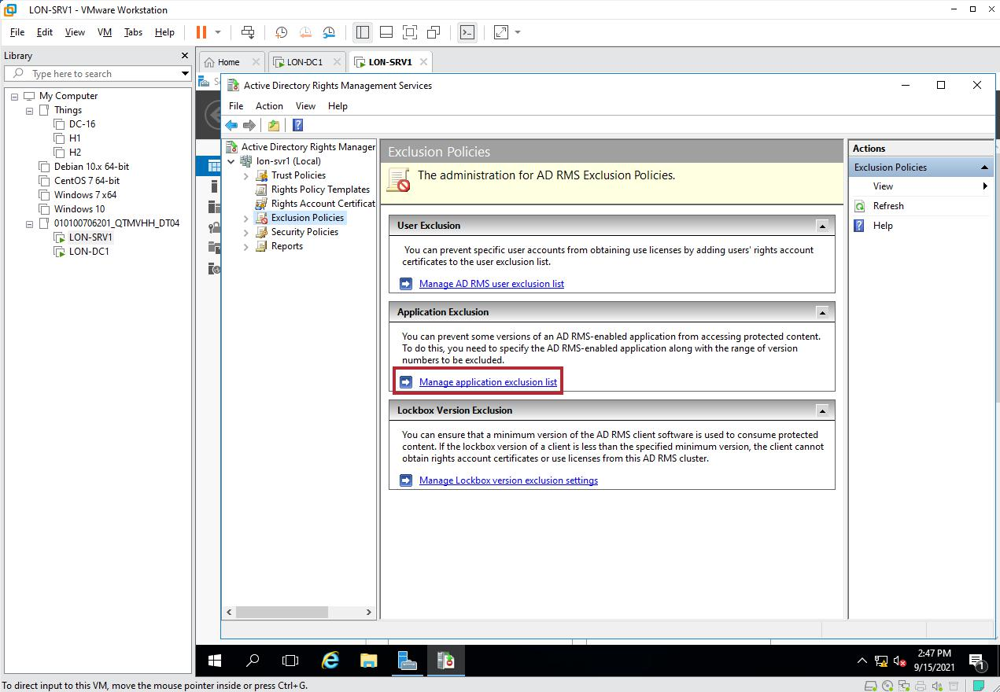 LON-SRV1 - VMware Workstation
File Edit View VM Tabs Help
Library
Type here to search
My Computer
Things
DC-16
H1
H2
Debian 10.x 64-bit
CentOS 7 64-bit
Windows 7 x64
Windows 10
010100706201_QTMVHH_DT04
LON-SRV1
LON-DC1
Home LON-DC1 LON-SRV1
Active Directory Rights Management Services
File Action View Help
Active Directory Rights Manager
lon-svr1 (Local)
Trust Policies
Rights Policy Templates
Rights Account Certificat
Exclusion Policies
Security Policies
Reports
Exclusion Policies
The administration for AD RMS Exclusion Policies.
User Exclusion
You can prevent specific user accounts from obtaining use licenses by adding users' rights account
certificates to the user exclusion list.
Manage AD RMS user exclusion list
Application Exclusion
You can prevent some versions of an AD RMS-enabled application from accessing protected content.
To do this, you need to specify the AD RMS-enabled application along with the range of version
numbers to be excluded.
Manage application exclusion list
Lockbox Version Exclusion
You can ensure that a minimum version of the AD RMS client software is used to consume protected
content. If the lockbox version of a client is less than the specified minimum version, the client cannot
obtain rights account certificates or use licenses from this AD RMS cluster.
Manage Lockbox version exclusion settings
Actions
Exclusion Policies
View
Refresh
Help
2:47 PM
9/15/2021
1
To direct input to this VM, move the mouse pointer inside or press Ctrl+G.